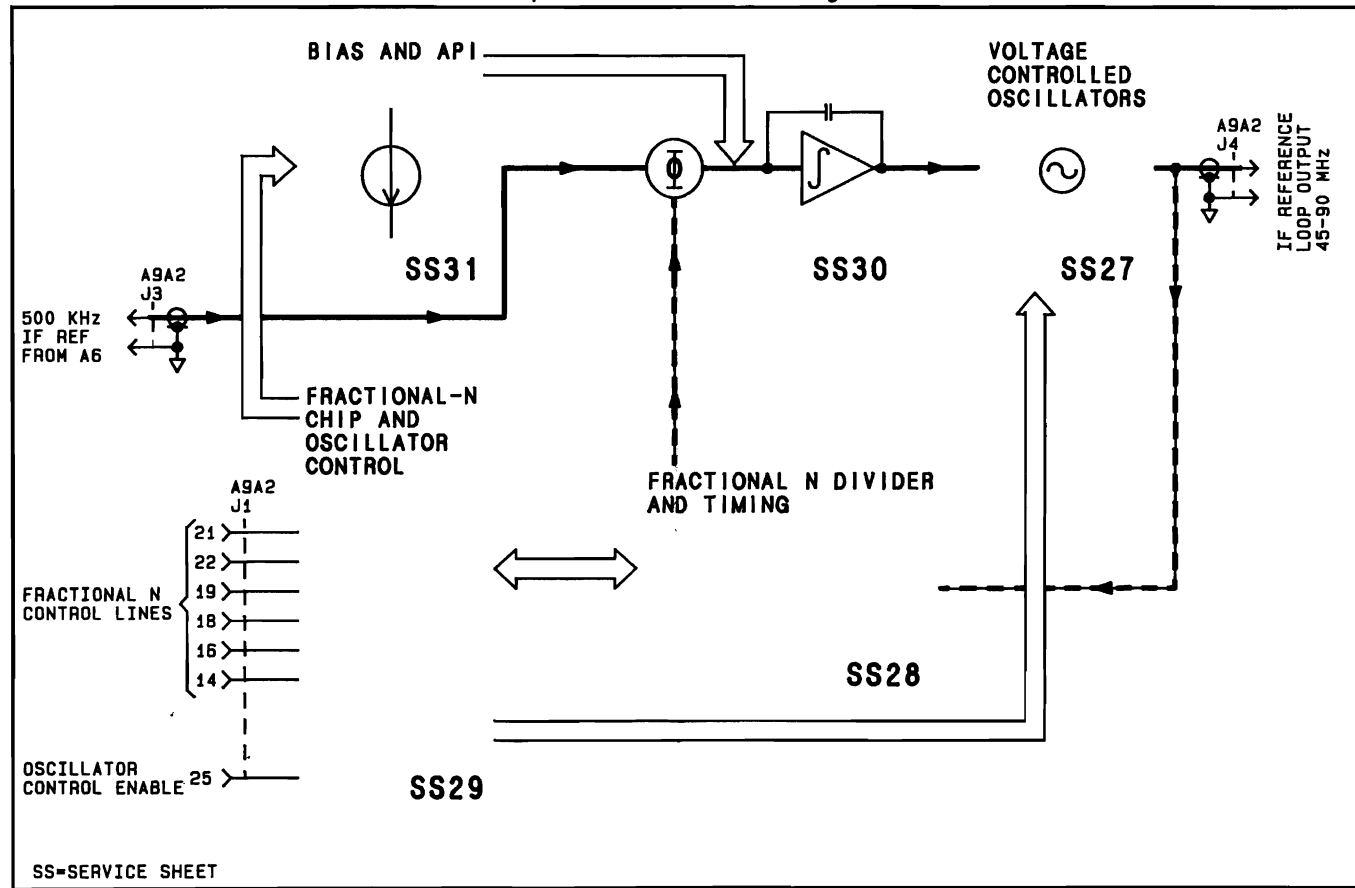 BIAS AND API
VOLTAGE
CONTROLLED
OSCILLATORS
A9A2
J4
IF REFERENCE
LOOP OUTPUT
45-90 MHz
Φ
∫
SS31
SS30
SS27
A9A2
J3
500 KHz
IF REF
FROM A6
FRACTIONAL-N
CHIP AND
OSCILLATOR
CONTROL
FRACTIONAL N DIVIDER
AND TIMING
A9A2
J1
21
22
19
18
16
14
FRACTIONAL N
CONTROL LINES
SS28
OSCILLATOR
CONTROL ENABLE
25
SS29
SS=SERVICE SHEET